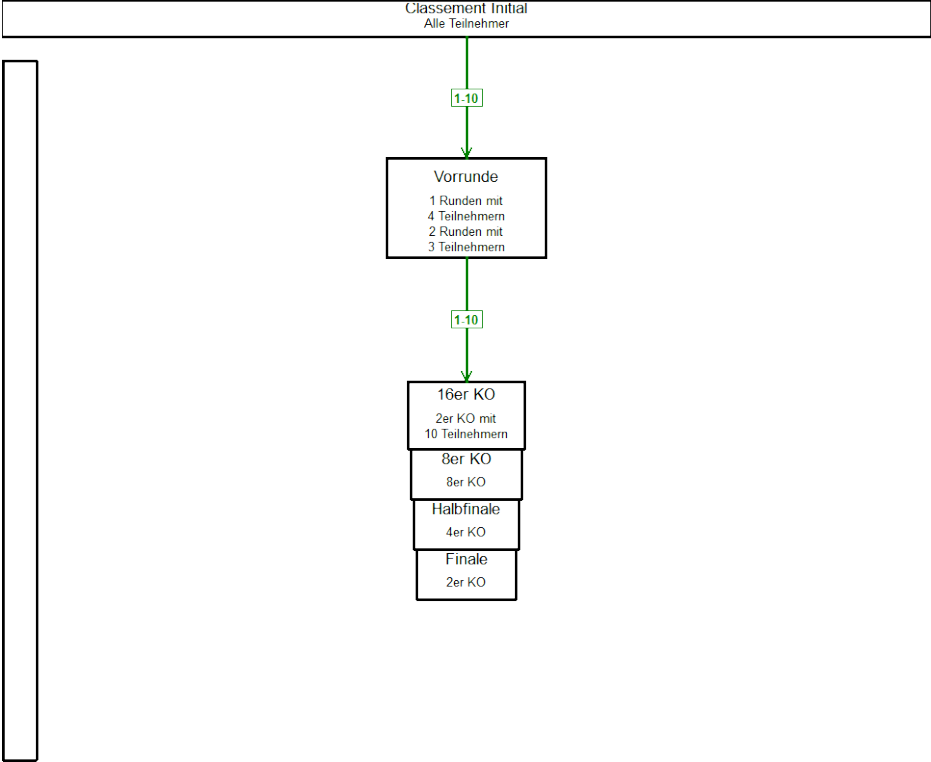 Classement Initial
Alle Teilnehmer
1-10
Vorrunde
1 Runden mit
4 Teilnehmern
2 Runden mit
3 Teilnehmern
1-10
16er KO
2er KO mit
10 Teilnehmern
8er KO
8er KO
Halbfinale
4er KO
Finale
2er KO